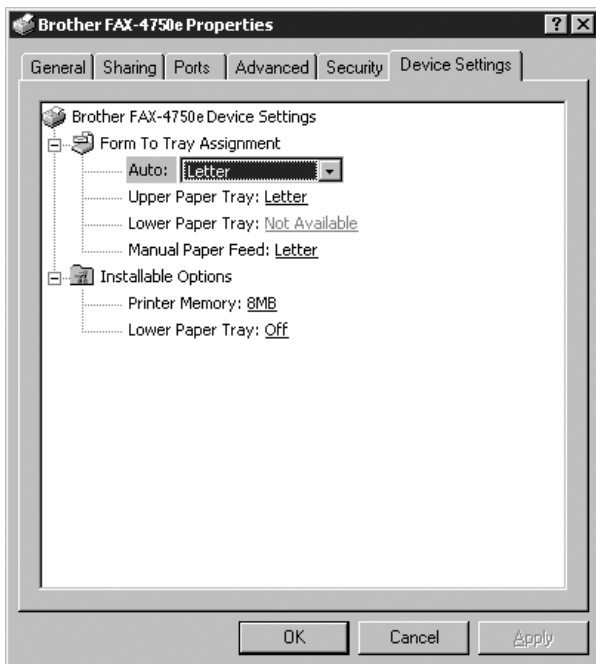 Brother FAX-4750e Properties
General Sharing Ports Advanced Security Device Settings
Brother FAX-4750e Device Settings
Form To Tray Assignment
Auto: Letter
Upper Paper Tray: Letter
Lower Paper Tray: Not Available
Manual Paper Feed: Letter
Installable Options
Printer Memory: 8MB
Lower Paper Tray: Off
OK Cancel Apply